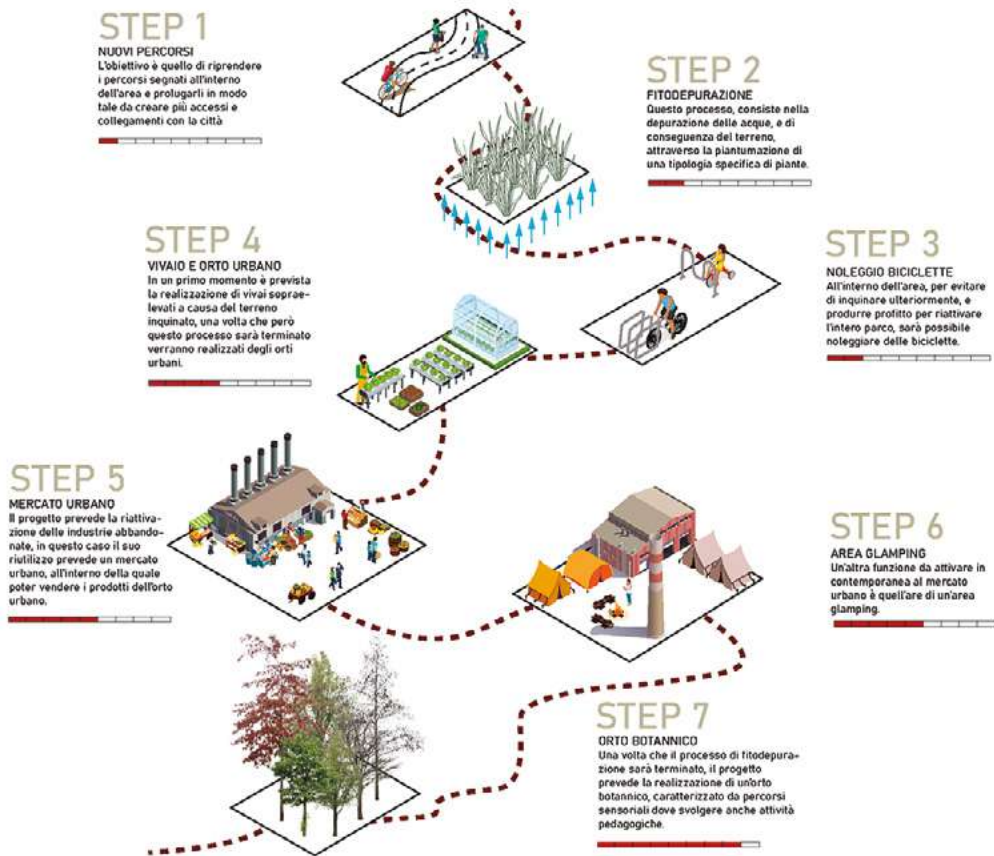 STEP 1
NUOVI PERCORSI
L'obiettivo è quello di riprendere
i percorsi segnati all'interno
dell'area e prolugarli in modo
tale da creare più accessi e
collegamenti con la città
STEP 2
FITODEPURAZIONE
Questo processo, consiste nella
depurazione delle acque, e di
conseguenza del terreno,
attraverso la piantumazione di
una tipologia specifica di piante.
STEP 3
NOLEGGIO BICICLETTE
All'interno dell'area, per evitare
di inquinare ulteriormente, e
produrre profitto per riattivare
l'intero parco, sarà possibile
noleggiare delle biciclette.
STEP 4
VIVAIO E ORTO URBANO
In un primo momento è prevista
la realizzazione di vivai soprae-
levati a causa del terreno
inquinato, una volta che però
questo processo sarà terminato
verranno realizzati degli orti
urbani.
STEP 5
MERCATO URBANO
Il progetto prevede la riattiva-
zione delle industrie abbando-
nate, in questo caso il suo
riutilizzo prevede un mercato
urbano, all'interno della quale
poter vendere i prodotti dell'orto
urbano.
STEP 6
AREA GLAMPING
Un'altra funzione da attivare in
contemporanea al mercato
urbano è quell'are di un'area
glamping.
STEP 7
ORTO BOTANNICO
Una volta che il processo di fitodepura-
zione sarà terminato, il progetto
prevede la realizzazione di un'orto
botannico, caratterizzato da percorsi
sensoriali dove svolgere anche attività
pedagogiche.